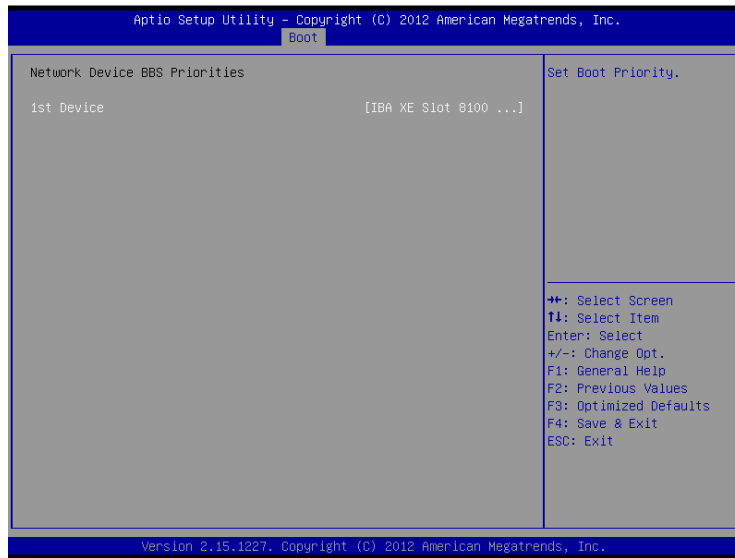 Aptio Setup Utility – Copyright (C) 2012 American Megatrends, Inc.
Boot
Network Device BBS Priorities
1st Device [IBA XE Slot 8100 ...]
Set Boot Priority.
→←: Select Screen
↑↓: Select Item
Enter: Select
+/-: Change Opt.
F1: General Help
F2: Previous Values
F3: Optimized Defaults
F4: Save & Exit
ESC: Exit
Version 2.15.1227. Copyright (C) 2012 American Megatrends, Inc.